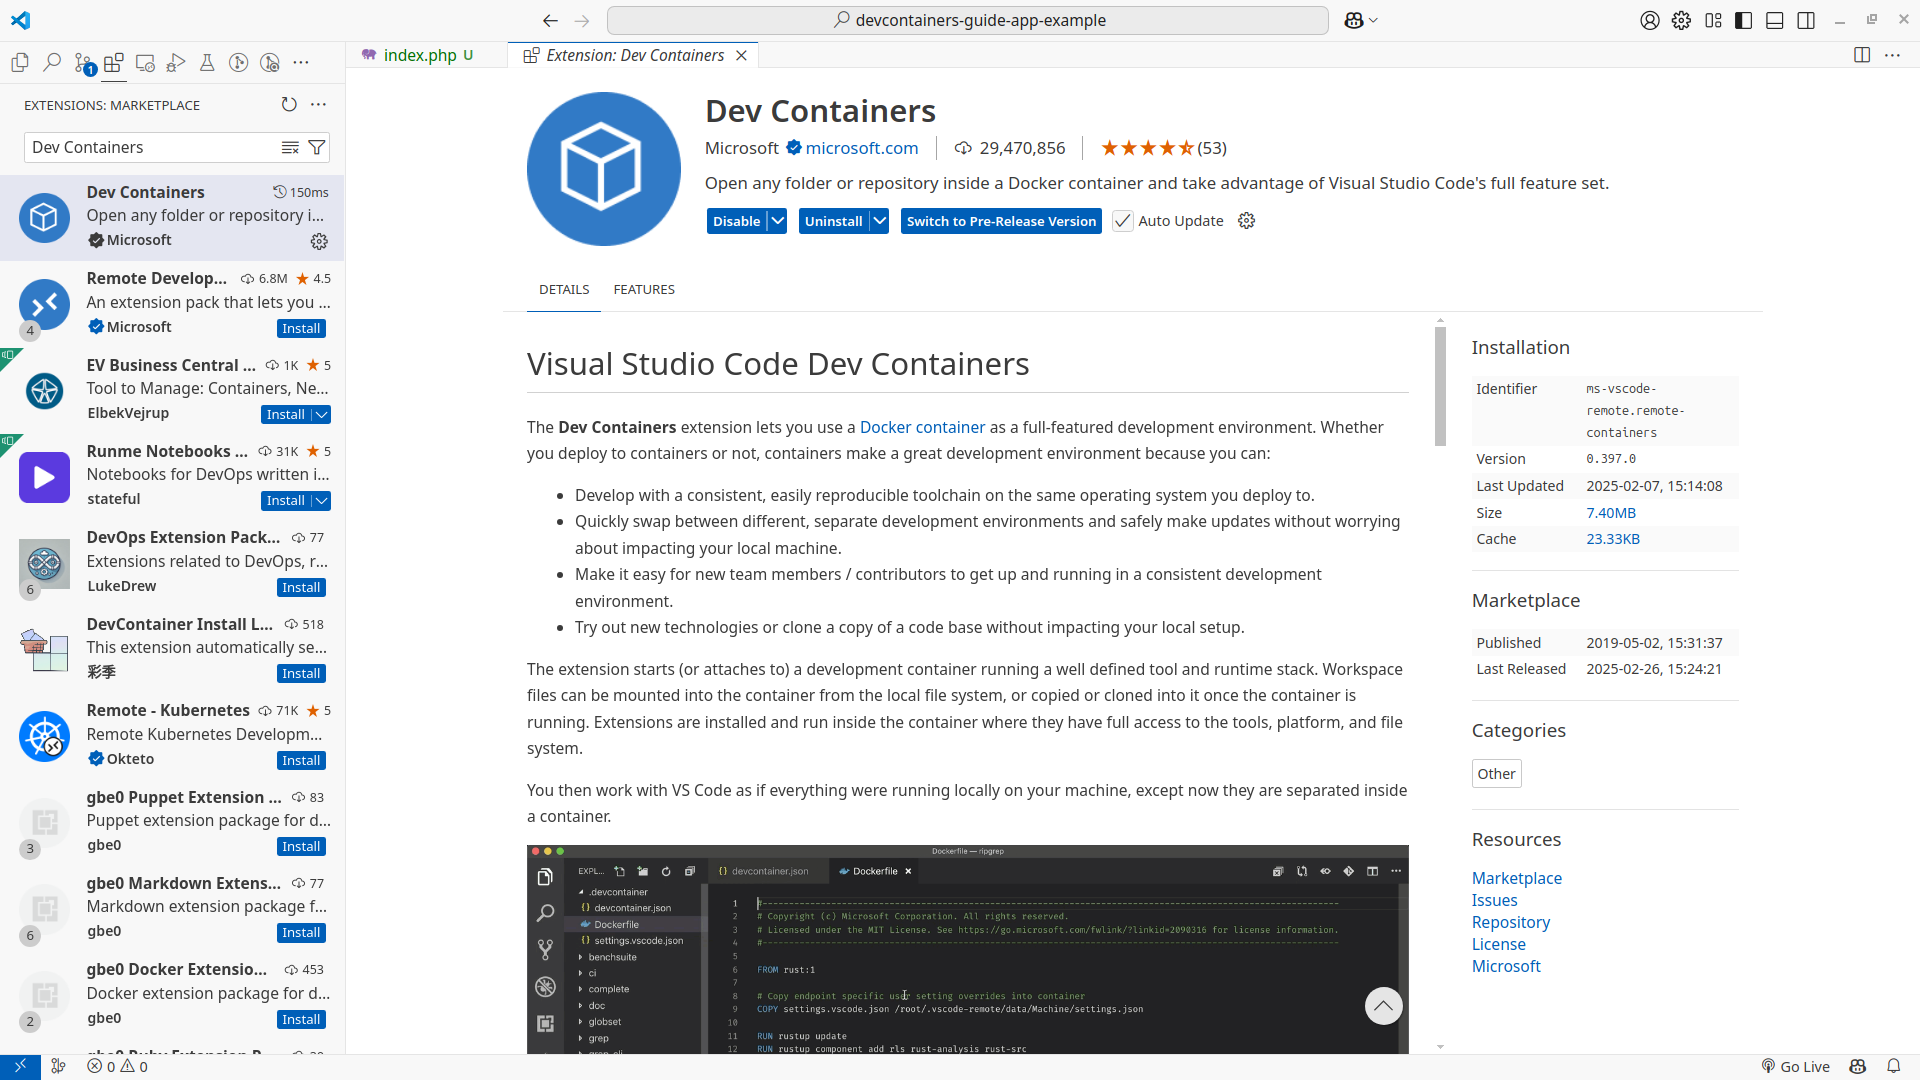 devcontainers-guide-app-example
1
index.php U
Extension: Dev Containers
EXTENSIONS: MARKETPLACE
Dev Containers
Dev Containers 150ms
Open any folder or repository i...
Microsoft
Remote Develop... 6.8M 4.5
An extension pack that lets you ...
4
Microsoft Install
EV Business Central ... 1K 5
Tool to Manage: Containers, Ne...
ElbekVejrup Install
Runme Notebooks ... 31K 5
Notebooks for DevOps written i...
stateful Install
DevOps Extension Pack... 77
Extensions related to DevOps, r...
6
LukeDrew Install
DevContainer Install L... 518
This extension automatically se...
彩季 Install
Remote - Kubernetes 71K 5
Remote Kubernetes Developm...
Okteto Install
gbe0 Puppet Extension ... 83
Puppet extension package for d...
3
gbe0 Install
gbe0 Markdown Extens... 77
Markdown extension package f...
6
gbe0 Install
gbe0 Docker Extensio... 453
Docker extension package for d...
2
gbe0 Install
Dev Containers
Microsoft microsoft.com 29,470,856 (53)
Open any folder or repository inside a Docker container and take advantage of Visual Studio Code's full feature set.
Disable Uninstall Switch to Pre-Release Version Auto Update
DETAILS FEATURES
Visual Studio Code Dev Containers
The Dev Containers extension lets you use a Docker container as a full-featured development environment. Whether
you deploy to containers or not, containers make a great development environment because you can:
• Develop with a consistent, easily reproducible toolchain on the same operating system you deploy to.
• Quickly swap between different, separate development environments and safely make updates without worrying
about impacting your local machine.
• Make it easy for new team members / contributors to get up and running in a consistent development
environment.
• Try out new technologies or clone a copy of a code base without impacting your local setup.
The extension starts (or attaches to) a development container running a well defined tool and runtime stack. Workspace
files can be mounted into the container from the local file system, or copied or cloned into it once the container is
running. Extensions are installed and run inside the container where they have full access to the tools, platform, and file
system.
You then work with VS Code as if everything were running locally on your machine, except now they are separated inside
a container.
Dockerfile — ripgrep
EXPL...
{} devcontainer.json
Dockerfile
.devcontainer
{} devcontainer.json
Dockerfile
{} settings.vscode.json
benchsuite
ci
complete
doc
globset
grep
1 #--------------------------------------------------------------------------------------------------
2 # Copyright (c) Microsoft Corporation. All rights reserved.
3 # Licensed under the MIT License. See https://go.microsoft.com/fwlink/?linkid=2090316 for license information.
4 #--------------------------------------------------------------------------------------------------
5
6 FROM rust:1
7
8 # Copy endpoint specific user setting overrides into container
9 COPY settings.vscode.json /root/.vscode-remote/data/Machine/settings.json
10
11 RUN rustup update
12 RUN rustup component add rls rust-analysis rust-src
Installation
Identifier ms-vscode-
remote.remote-
containers
Version 0.397.0
Last Updated 2025-02-07, 15:14:08
Size 7.40MB
Cache 23.33KB
Marketplace
Published 2019-05-02, 15:31:37
Last Released 2025-02-26, 15:24:21
Categories
Other
Resources
Marketplace
Issues
Repository
License
Microsoft
0 0
Go Live